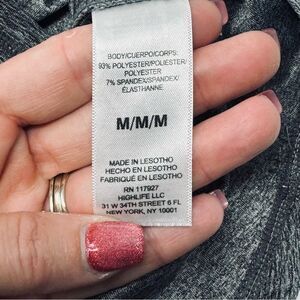 BODY/CUERPO/CORPS:
93% POLYESTER/POLIESTER/
POLYESTER
7% SPANDEX/SPANDEX/
ÉLASTHANNE
M/M/M
MADE IN LESOTHO
HECHO EN LESOTHO
FABRIQUÉ EN LESOTHO
RN 117927
HIGHLIFE LLC
31 W 34TH STREET 6 FL
NEW YORK, NY 10001